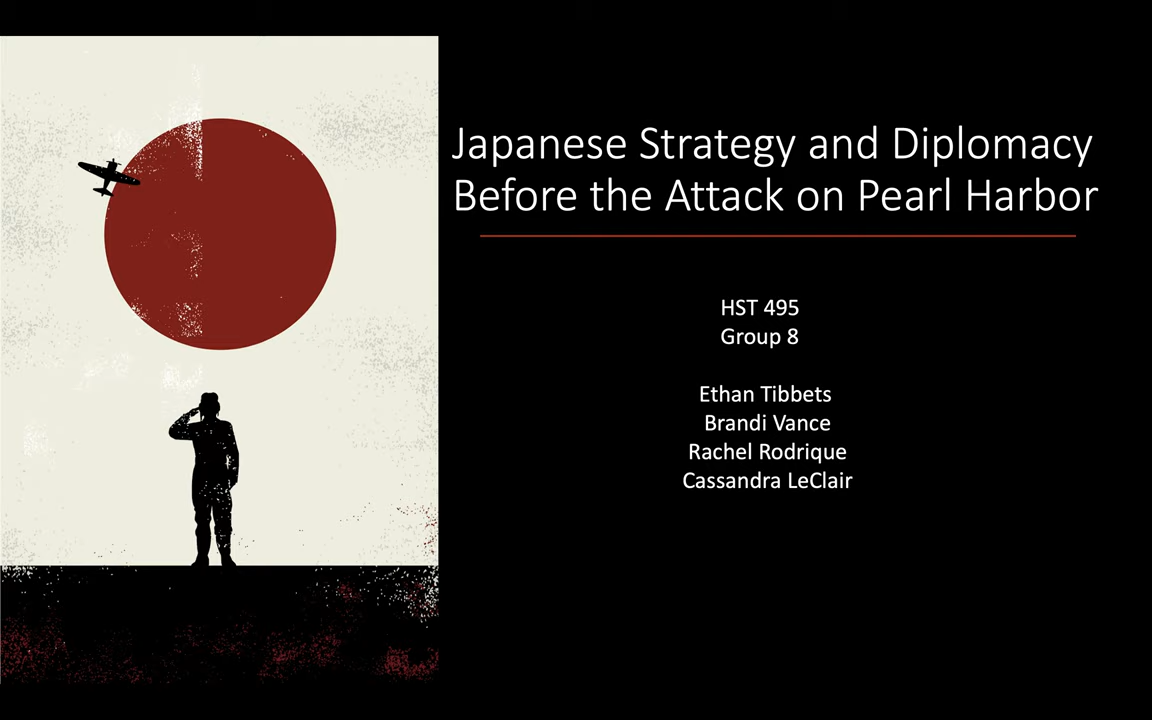 Japanese Strategy and Diplomacy
Before the Attack on Pearl Harbor
HST 495
Group 8
Ethan Tibbets
Brandi Vance
Rachel Rodrique
Cassandra LeClair